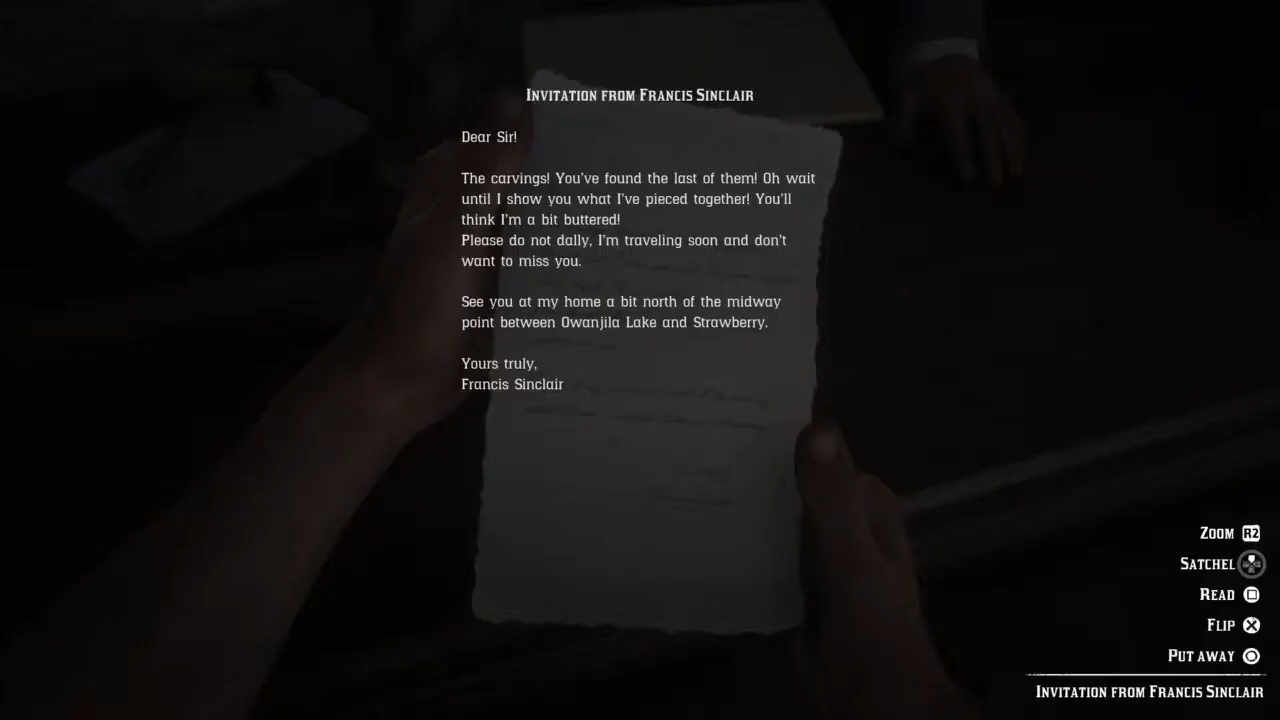 Invitation from Francis Sinclair
Dear Sir!
The carvings! You've found the last of them! Oh wait
until I show you what I've pieced together! You'll
think I'm a bit buttered!
Please do not dally, I'm traveling soon and don't
want to miss you.
See you at my home a bit north of the midway
point between Owanjila Lake and Strawberry.
Yours truly,
Francis Sinclair
Zoom R2
Satchel
Read
Flip
Put away
Invitation from Francis Sinclair